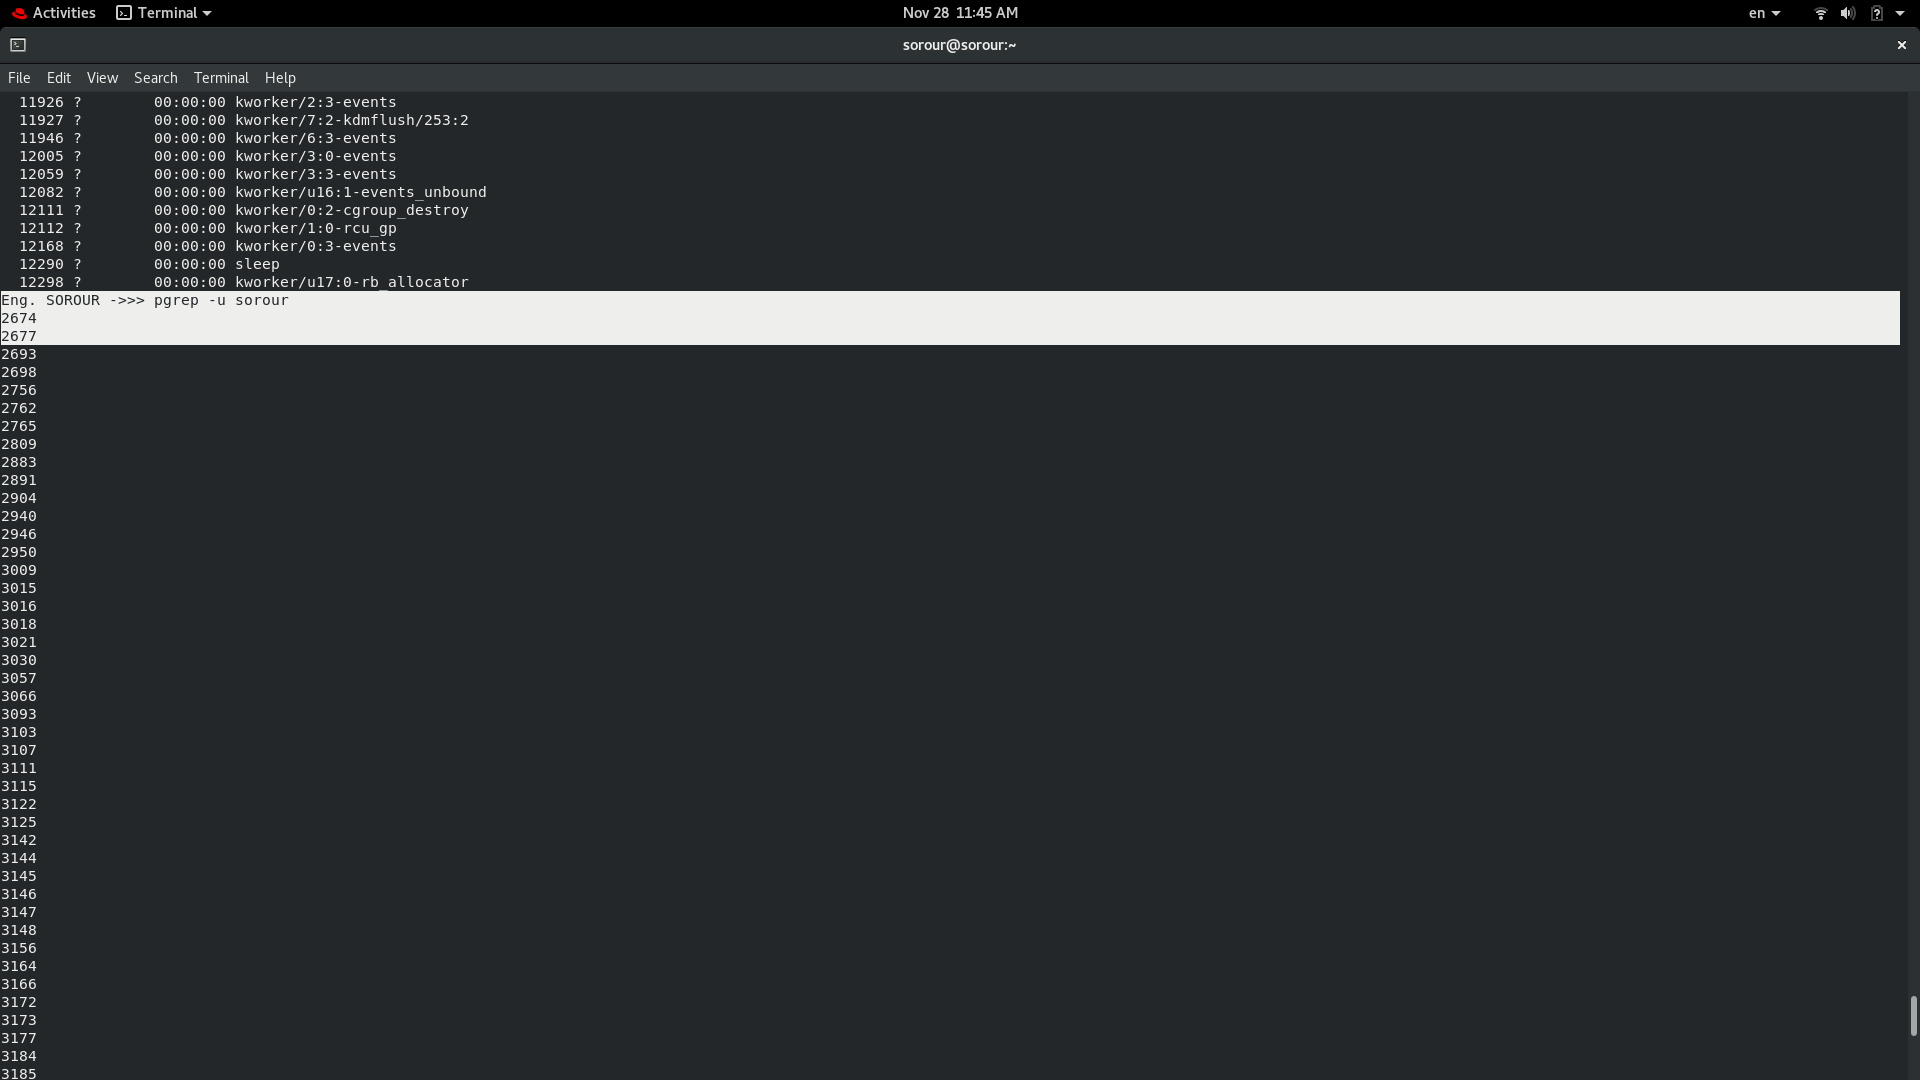 Activities Terminal Nov 28 11:45 AM en
sorour@sorour:~
File Edit View Search Terminal Help
11926 ? 00:00:00 kworker/2:3-events
11927 ? 00:00:00 kworker/7:2-kdmflush/253:2
11946 ? 00:00:00 kworker/6:3-events
12005 ? 00:00:00 kworker/3:0-events
12059 ? 00:00:00 kworker/3:3-events
12082 ? 00:00:00 kworker/u16:1-events_unbound
12111 ? 00:00:00 kworker/0:2-cgroup_destroy
12112 ? 00:00:00 kworker/1:0-rcu_gp
12168 ? 00:00:00 kworker/0:3-events
12290 ? 00:00:00 sleep
12298 ? 00:00:00 kworker/u17:0-rb_allocator
Eng. SOROUR ->>> pgrep -u sorour
2674
2677
2693
2698
2756
2762
2765
2809
2883
2891
2904
2940
2946
2950
3009
3015
3016
3018
3021
3030
3057
3066
3093
3103
3107
3111
3115
3122
3125
3142
3144
3145
3146
3147
3148
3156
3164
3166
3172
3173
3177
3184
3185